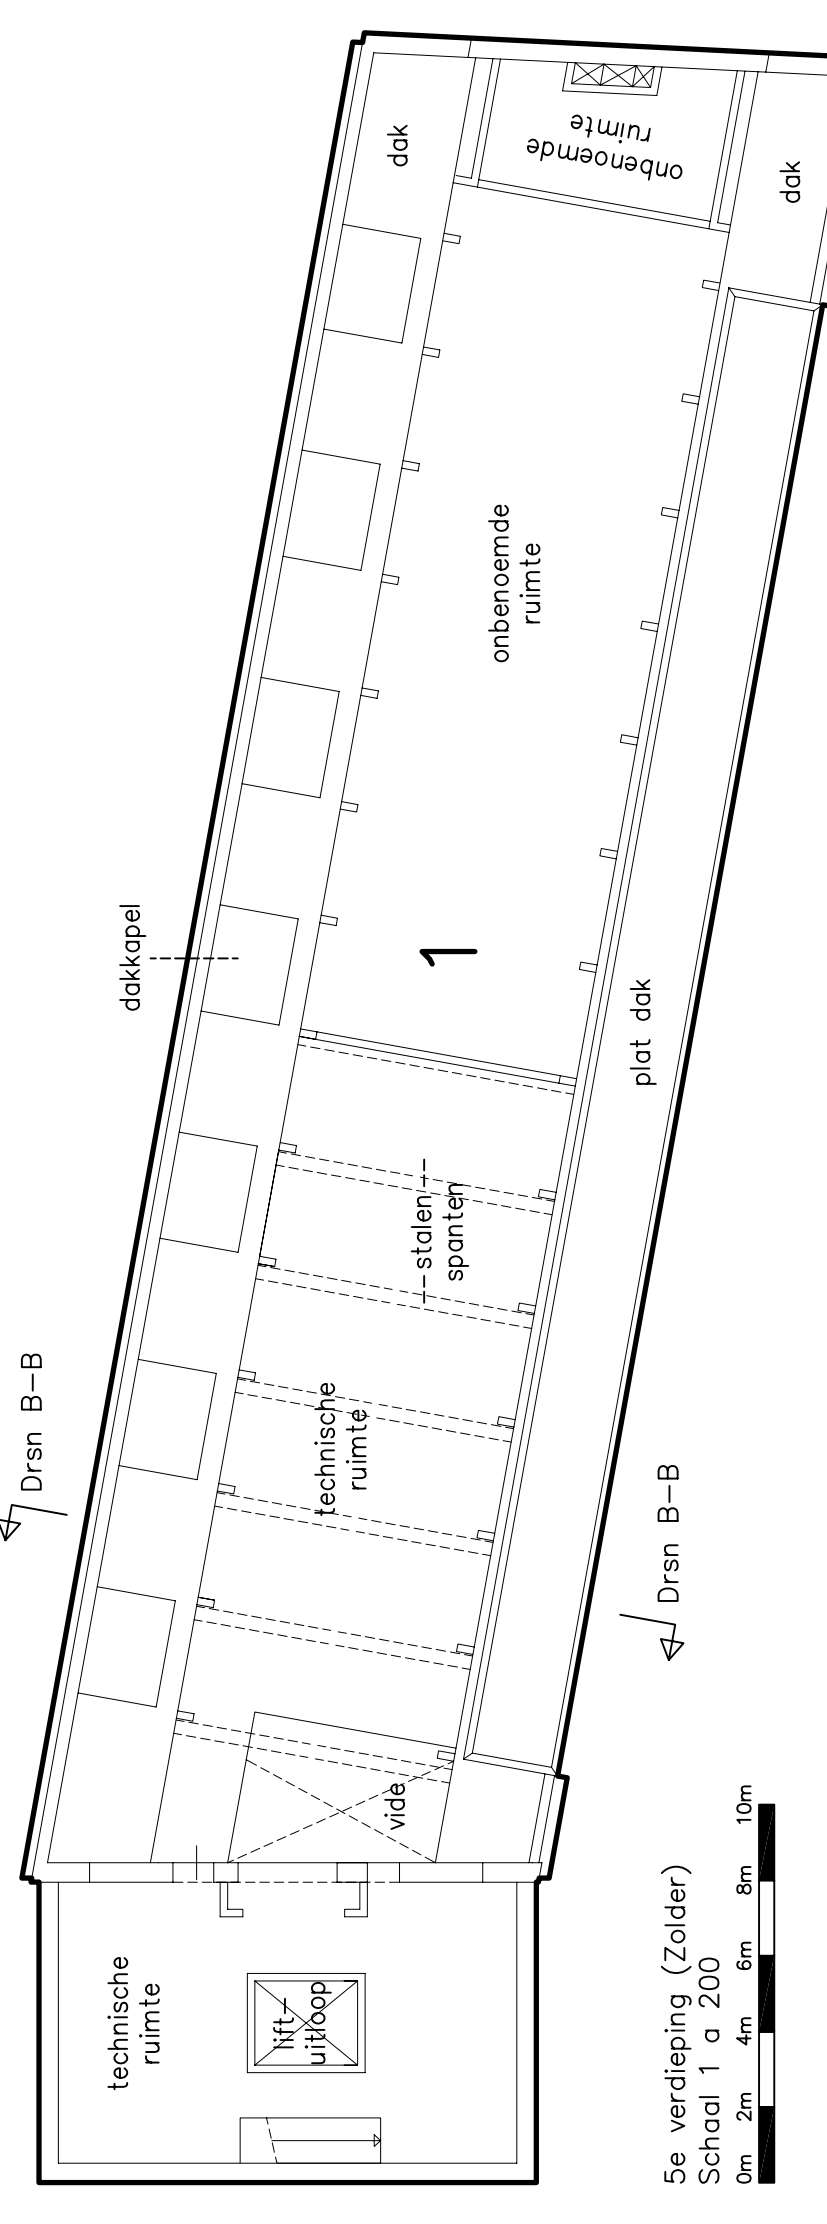 dak
onbenoemde
ruimte
dak
onbenoemde
ruimte
dakkapel
1
plat dak
stalen
spanten
Drsn B-B
technische
ruimte
Drsn B-B
vide
technische
ruimte
lift-
uitloop
5e verdieping (Zolder)
Schaal 1 a 200
0m 2m 4m 6m 8m 10m